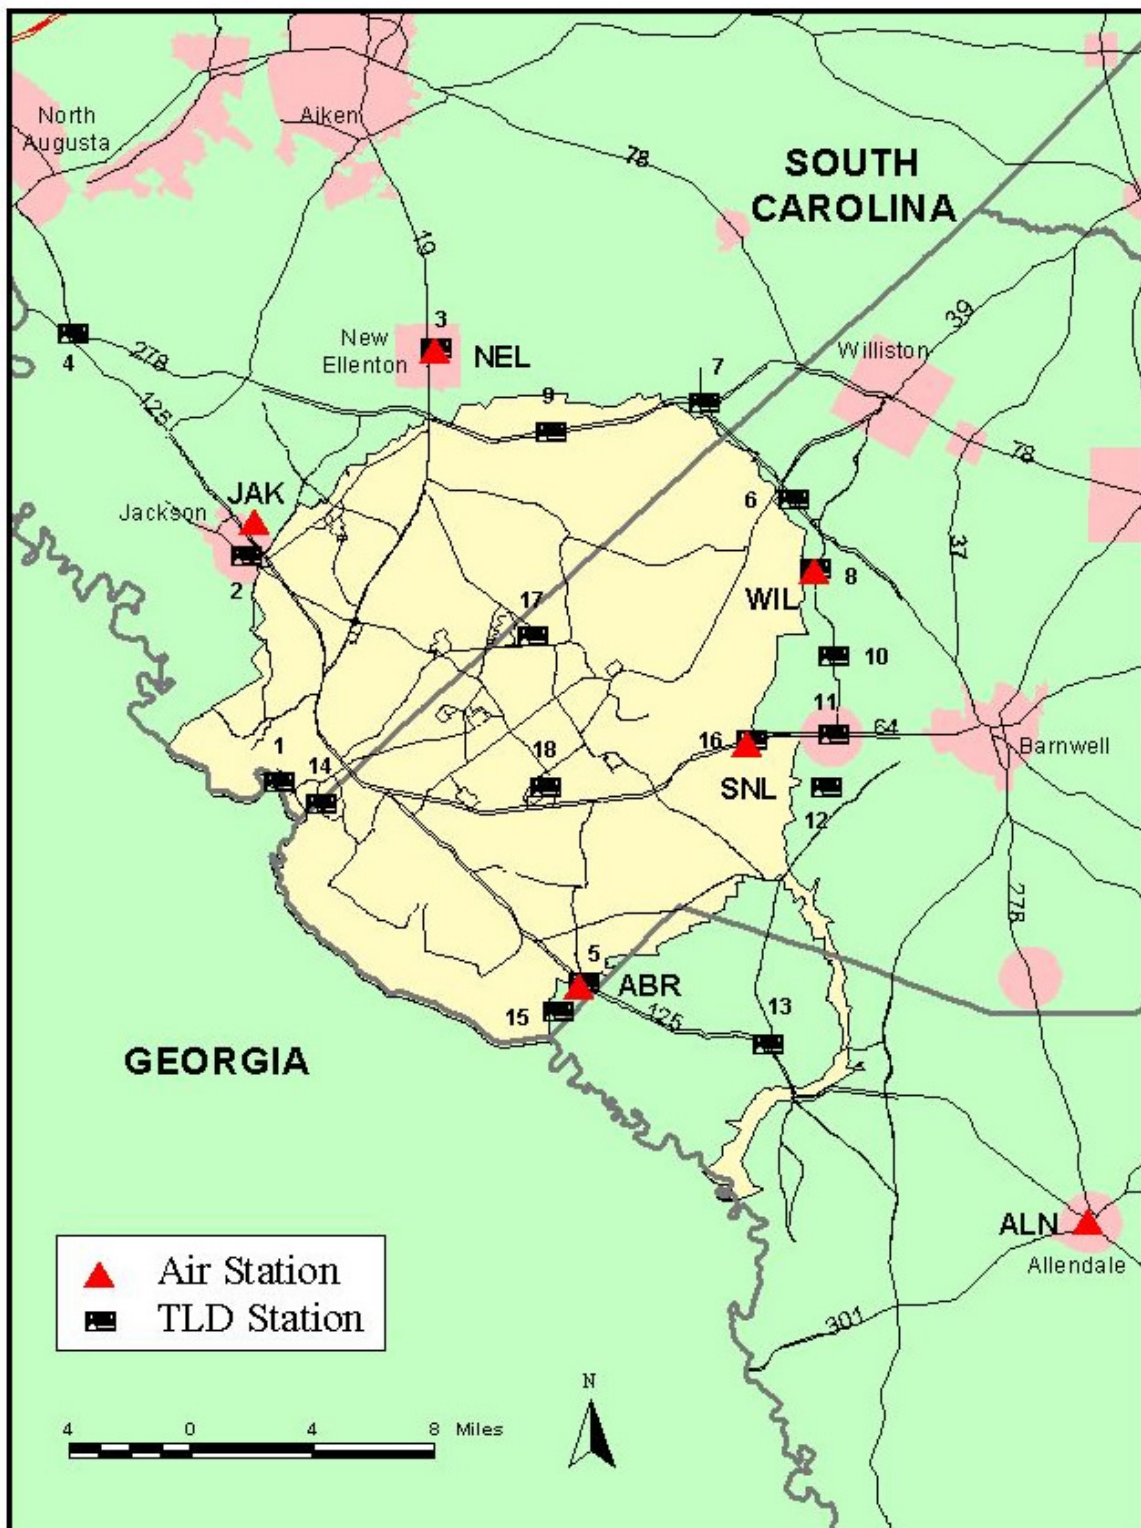 North
Augusta
Aiken
SOUTH
CAROLINA
78
19
3
New
Ellenton
NEL
4
278
125
9
7
39
Williston
78
JAK
Jackson
2
6
37
WIL
8
17
10
11
64
Barnwell
1
14
18
16
SNL
12
278
5
ABR
15
125
13
GEORGIA
ALN
Allendale
301
Air Station
TLD Station
N
4
0
4
8
Miles